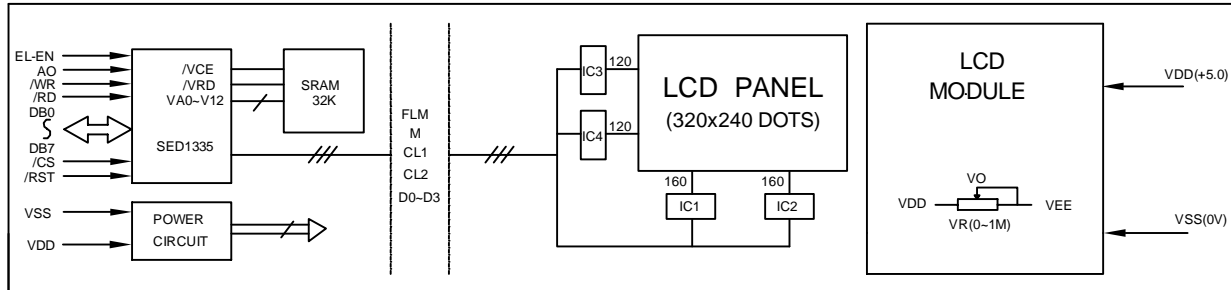 EL-EN
AO
/WR
/RD
DB0
DB7
/CS
/RST
/VCE
/VRD
VA0~V12
SED1335
SRAM
32K
VSS
VDD
POWER
CIRCUIT
FLM
M
CL1
CL2
D0~D3
IC3
120
IC4
120
LCD PANEL
(320x240 DOTS)
160
160
IC1
IC2
LCD
MODULE
VO
VDD
VEE
VR(0~1M)
VDD(+5.0)
VSS(0V)